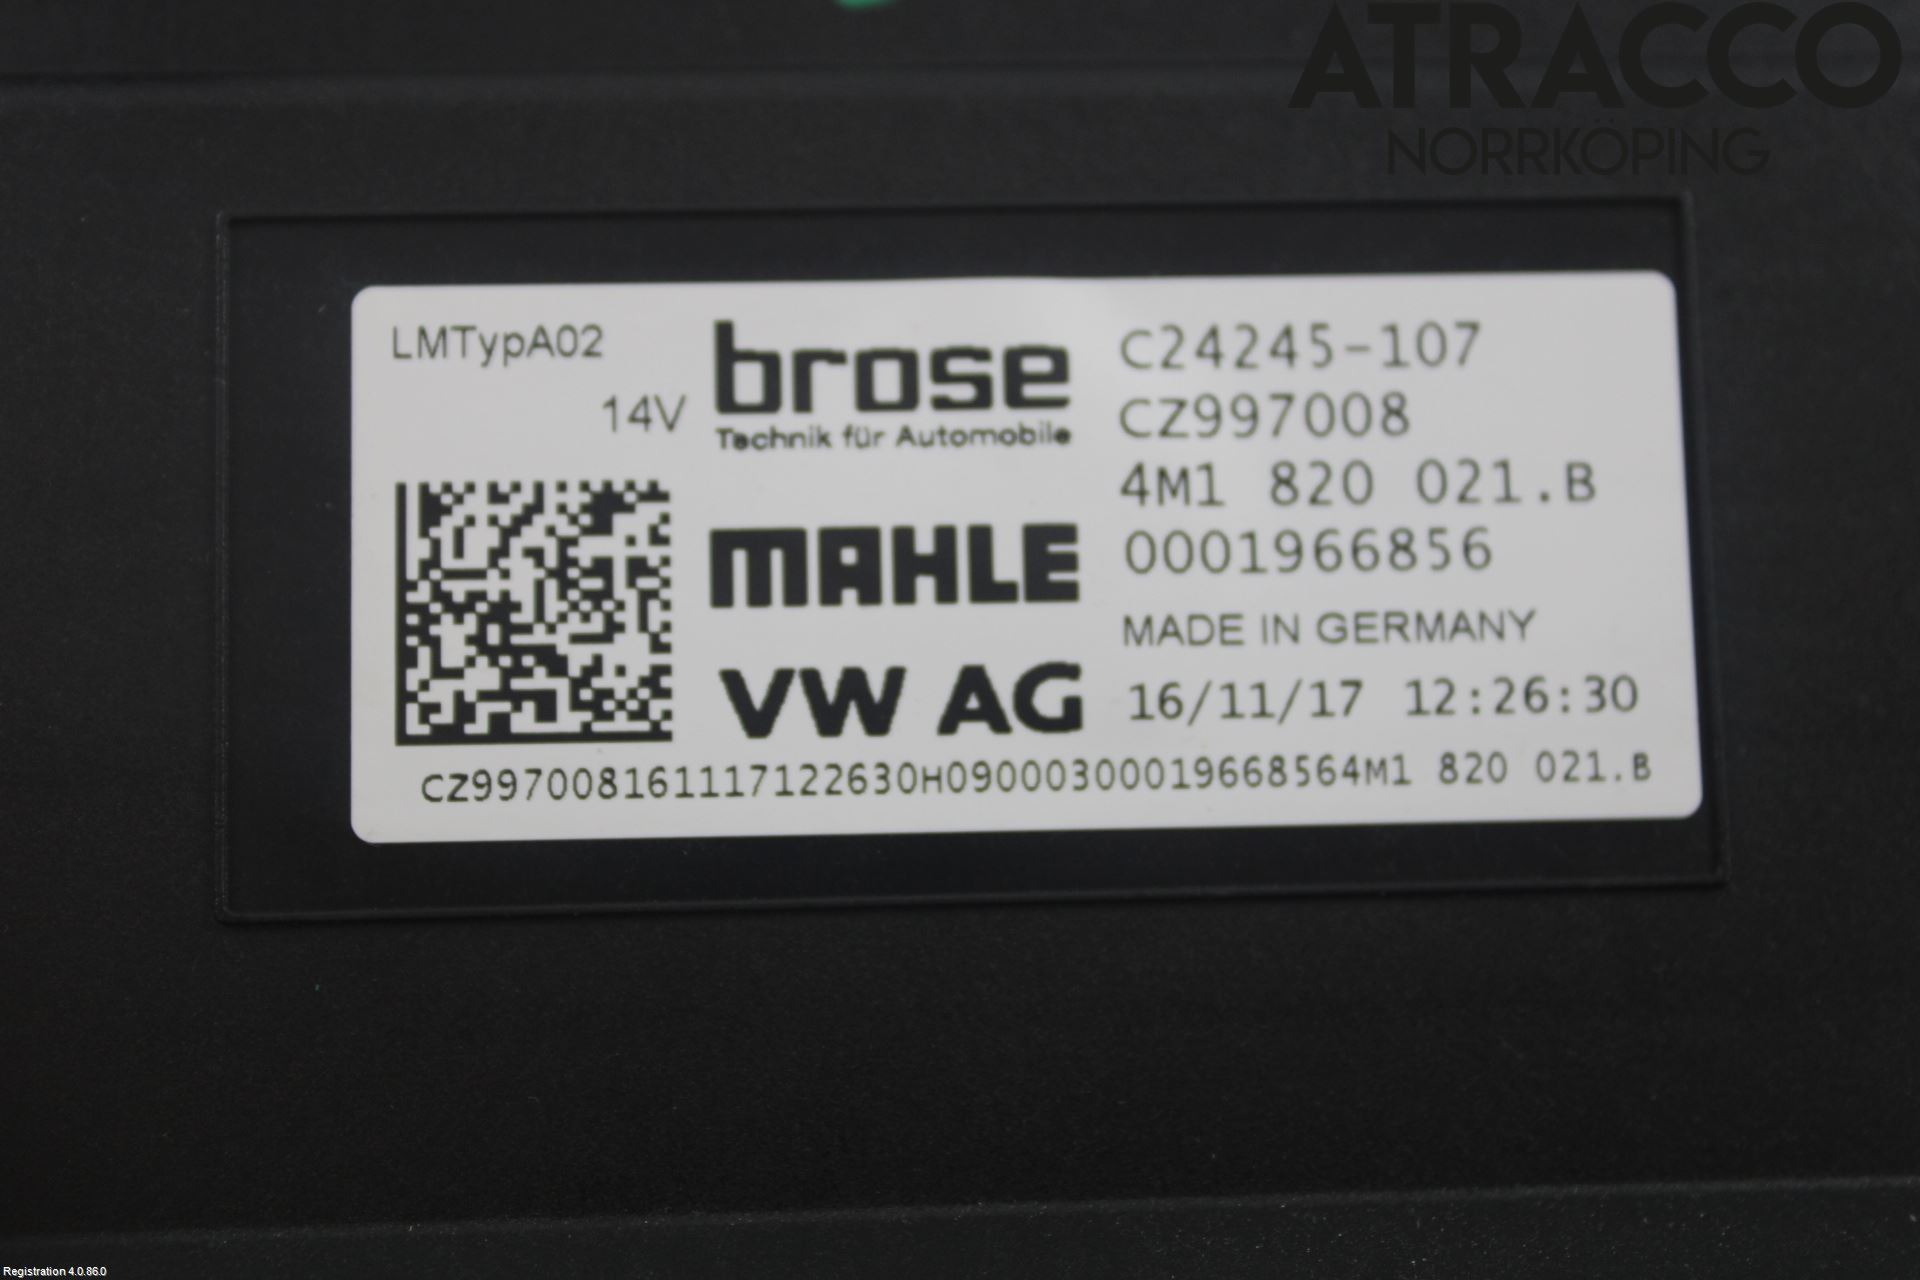 ATRACCO
NORRKÖPING
LMTypA02
14V
brose
Technik für Automobile
MAHLE
VW AG
C24245-107
CZ997008
4M1 820 021.B
0001966856
MADE IN GERMANY
16/11/17 12:26:30
CZ997008161117122630H09000300019668564M1 820 021.B
Registration 4.0.86.0